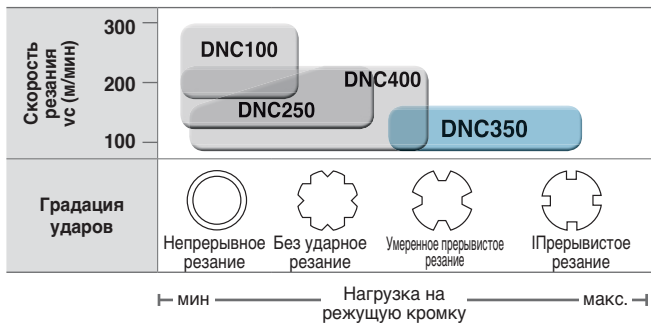 Скорость
резания
vc (м/мин)
300
200
100
DNC100
DNC400
DNC250
DNC350
Градация
ударов
Непрерывное
резание
Без ударное
резание
Умеренное прерывистое
резание
IПрерывистое
резание
мин
Нагрузка на
режущую кромку
макс.